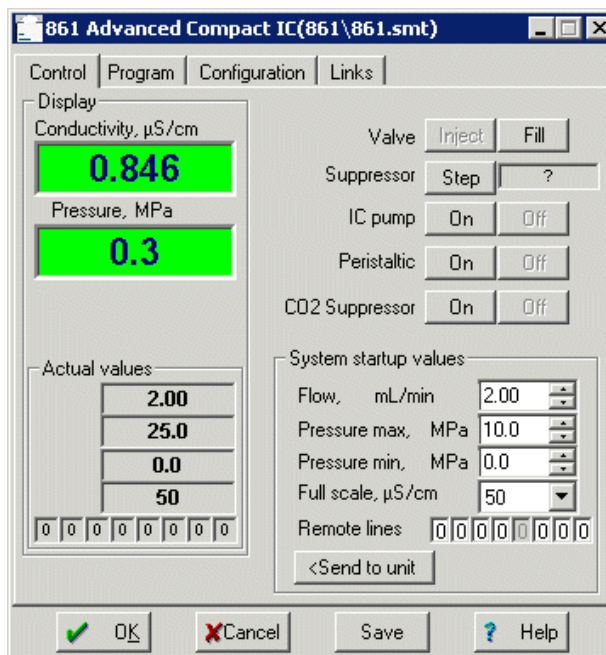 861 Advanced Compact IC(861\861.smt)
Control Program Configuration Links
Display
Conductivity, µS/cm
0.846
Pressure, MPa
0.3
Valve Inject Fill
Suppressor Step ?
IC pump On Off
Peristaltic On Off
CO2 Suppressor On Off
Actual values
2.00
25.0
0.0
50
0 0 0 0 0 0 0 0
System startup values
Flow, mL/min 2.00
Pressure max, MPa 10.0
Pressure min, MPa 0.0
Full scale, µS/cm 50
Remote lines 0 0 0 0 0 0 0 0
<Send to unit
OK Cancel Save ? Help